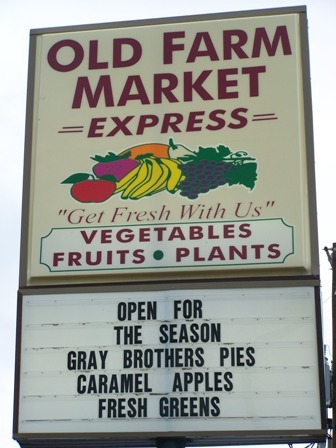 OLD FARM
MARKET
EXPRESS
"Get Fresh With Us"
VEGETABLES
FRUITS • PLANTS
OPEN FOR
THE SEASON
GRAY BROTHERS PIES
CARAMEL APPLES
FRESH GREENS